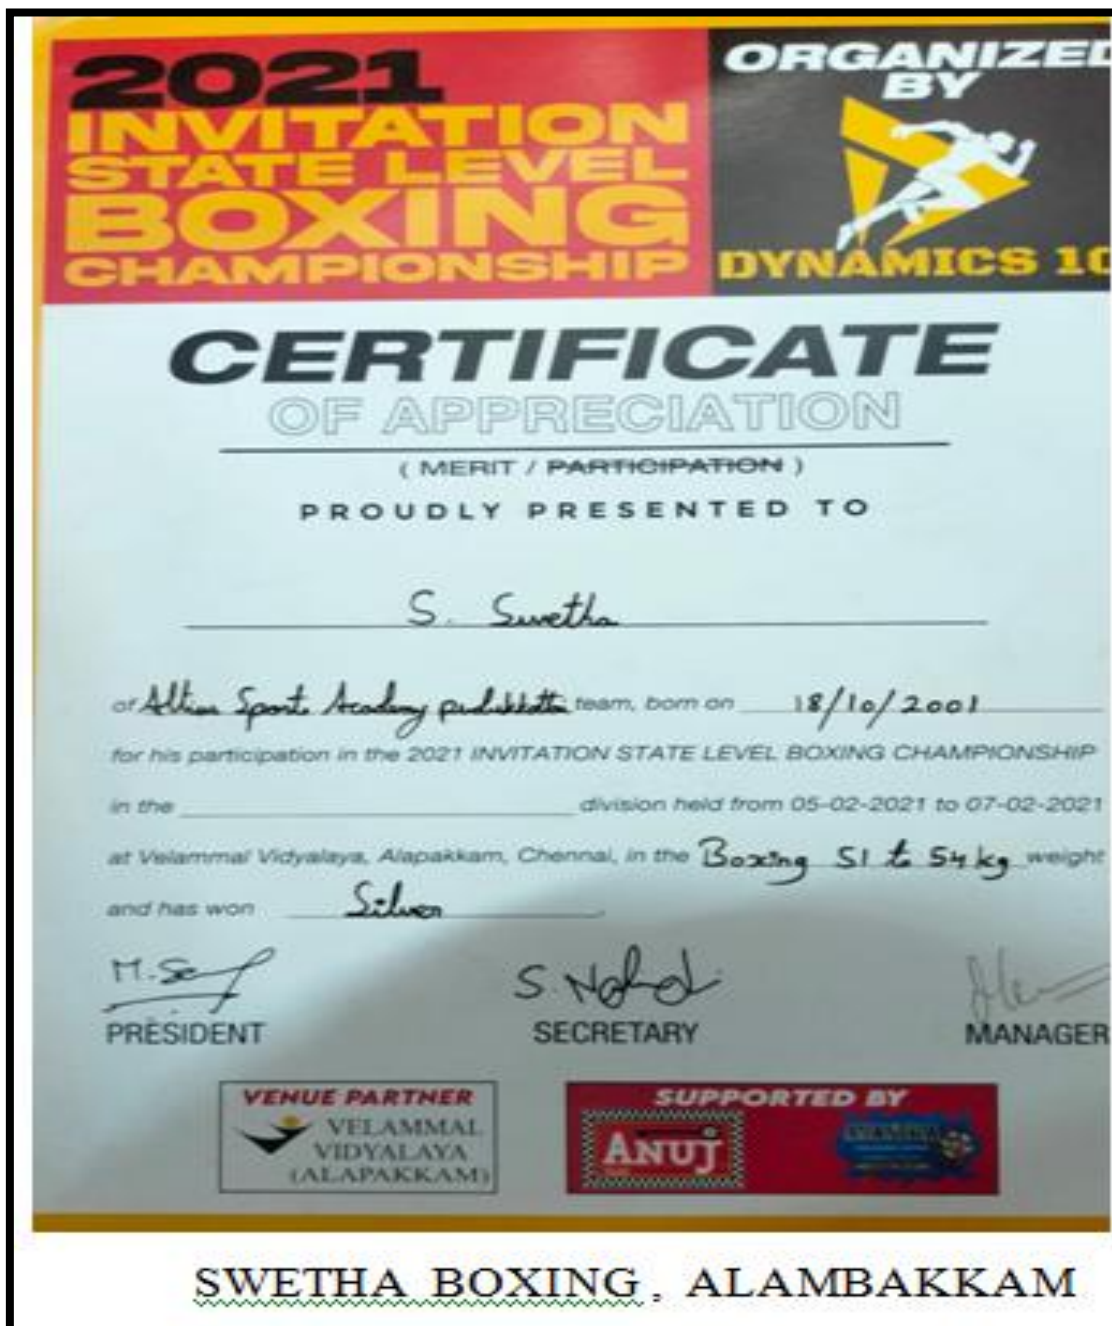 2021
INVITATION
STATE LEVEL
BOXING
CHAMPIONSHIP
ORGANIZED
BY
DYNAMICS 10
CERTIFICATE
OF APPRECIATION
( MERIT / PARTICIPATION )
PROUDLY PRESENTED TO
S. Swetha
of Sports Academy team, born on 18/10/2001
for his participation in the 2021 INVITATION STATE LEVEL BOXING CHAMPIONSHIP
in the division held from 05-02-2021 to 07-02-2021
at Velammal Vidyalaya, Alapakkam, Chennai, in the Boxing 51 to 54 kg weight
and has won Silver
PRESIDENT SECRETARY MANAGER
VENUE PARTNER
VELAMMAL
VIDYALAYA
(ALAPAKKAM)
SUPPORTED BY
ANUJ
SWETHA BOXING , ALAMBAKKAM